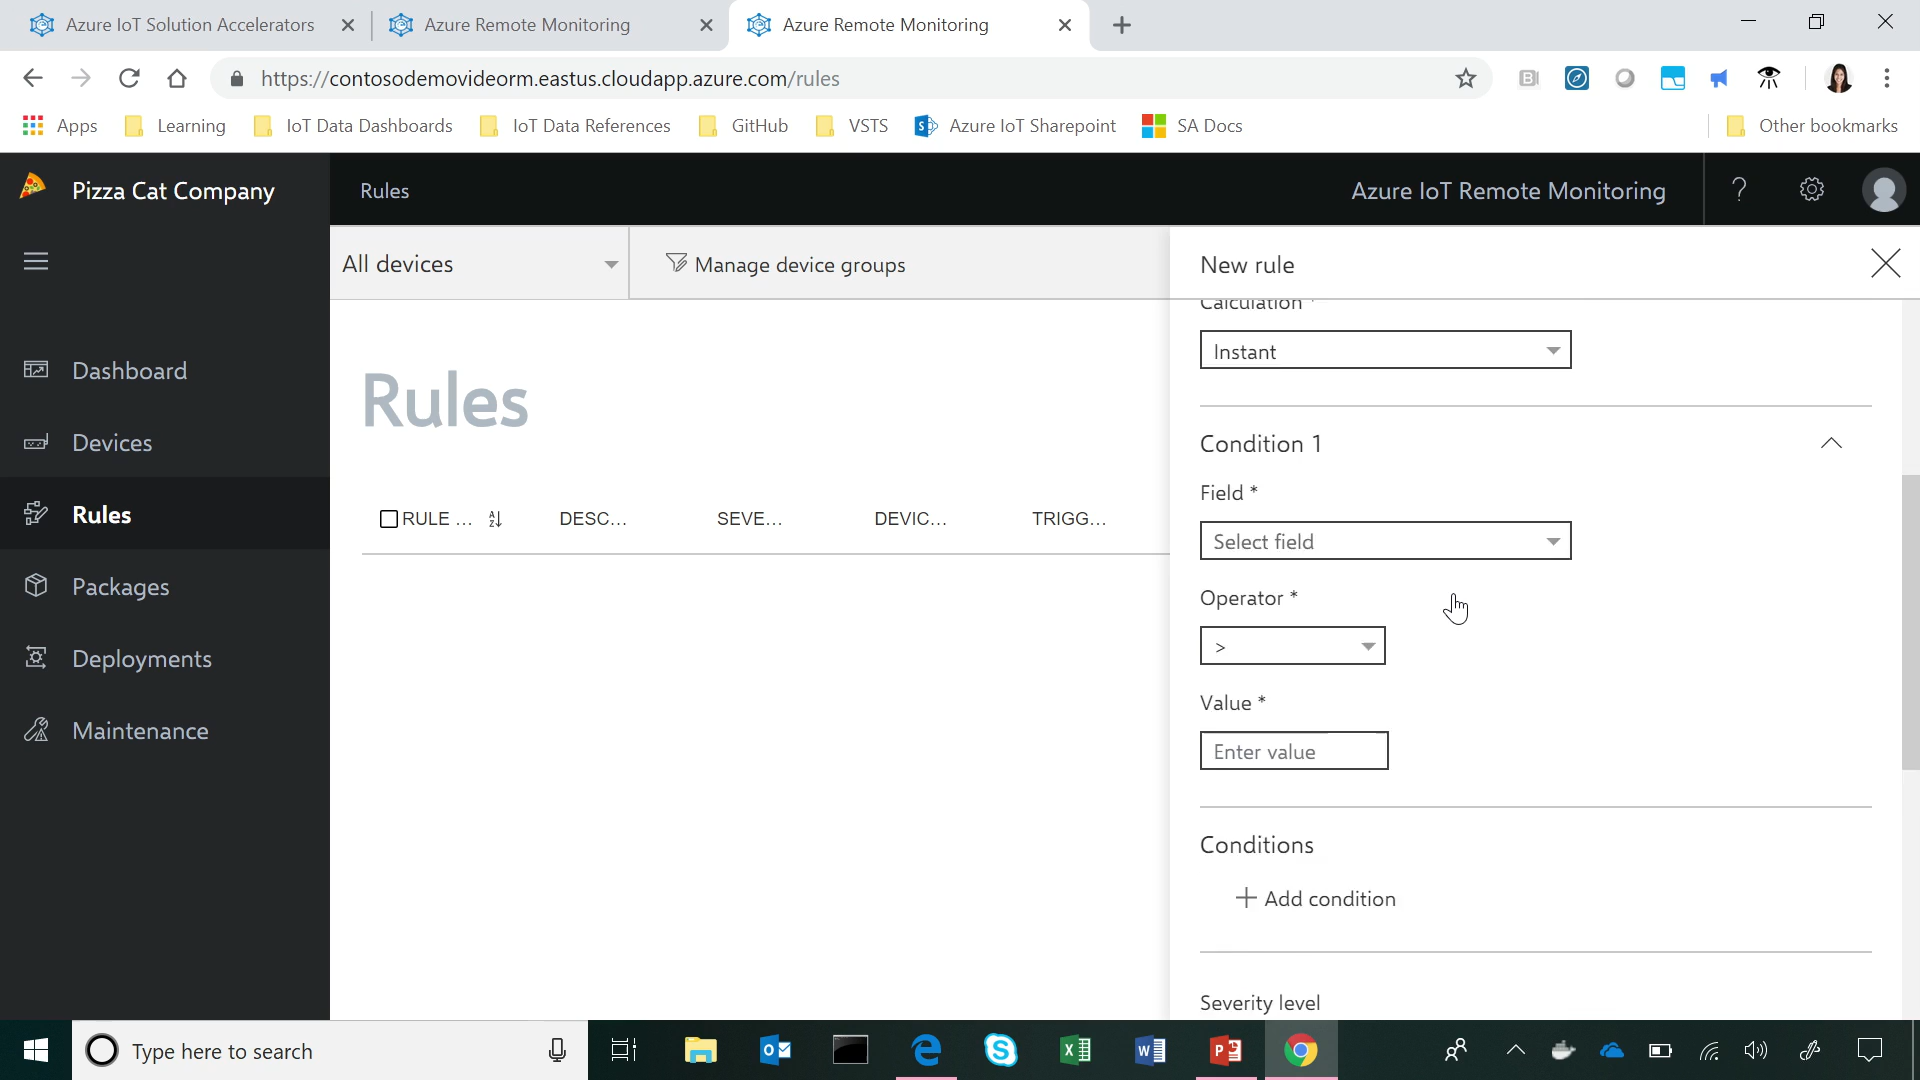 Azure IoT Solution Accelerators
Azure Remote Monitoring
Azure Remote Monitoring
https://contosodemovideorm.eastus.cloudapp.azure.com/rules
Apps
Learning
IoT Data Dashboards
IoT Data References
GitHub
VSTS
Azure IoT Sharepoint
SA Docs
Other bookmarks
Pizza Cat Company
Rules
Azure IoT Remote Monitoring
?
All devices
Manage device groups
New rule
Calculation *
Instant
Dashboard
Devices
Rules
Packages
Deployments
Maintenance
Rules
RULE ...
DESC...
SEVE...
DEVIC...
TRIGG...
Condition 1
Field *
Select field
Operator *
>
Value *
Enter value
Conditions
+ Add condition
Severity level
Type here to search